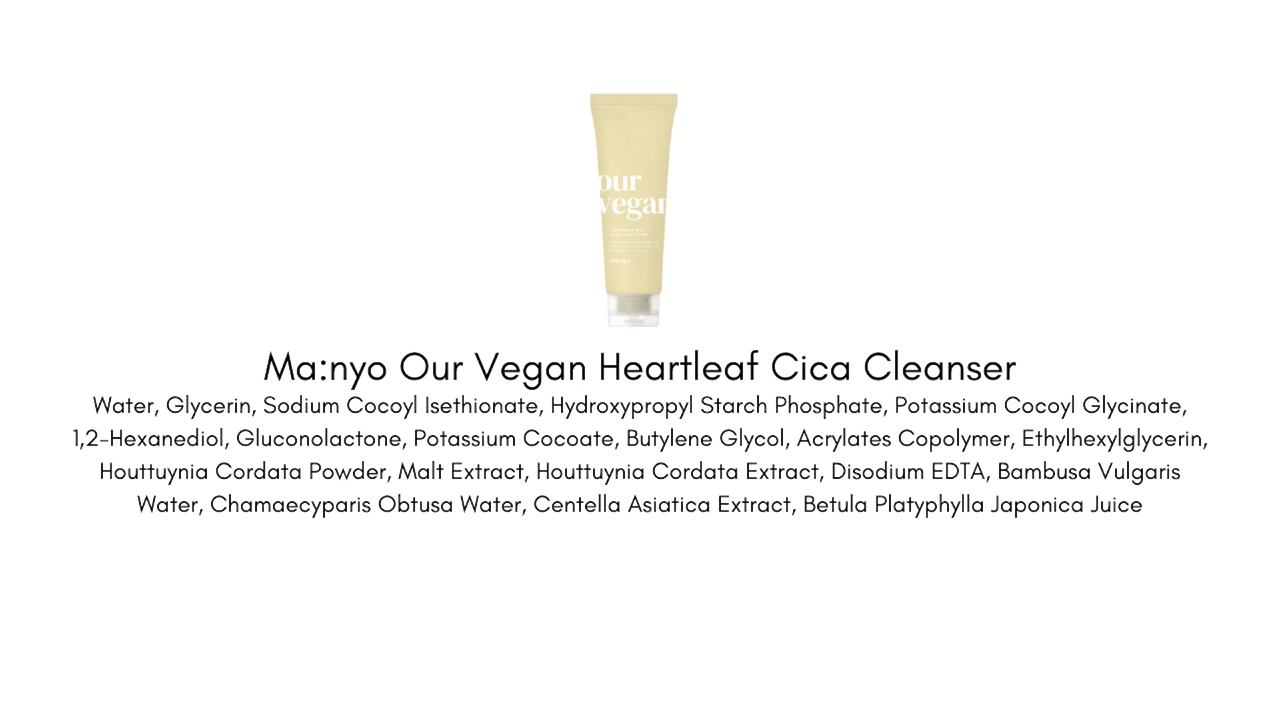 our
vegan
Ma:nyo Our Vegan Heartleaf Cica Cleanser
Water, Glycerin, Sodium Cocoyl Isethionate, Hydroxypropyl Starch Phosphate, Potassium Cocoyl Glycinate,
1,2-Hexanediol, Gluconolactone, Potassium Cocoate, Butylene Glycol, Acrylates Copolymer, Ethylhexylglycerin,
Houttuynia Cordata Powder, Malt Extract, Houttuynia Cordata Extract, Disodium EDTA, Bambusa Vulgaris
Water, Chamaecyparis Obtusa Water, Centella Asiatica Extract, Betula Platyphylla Japonica Juice